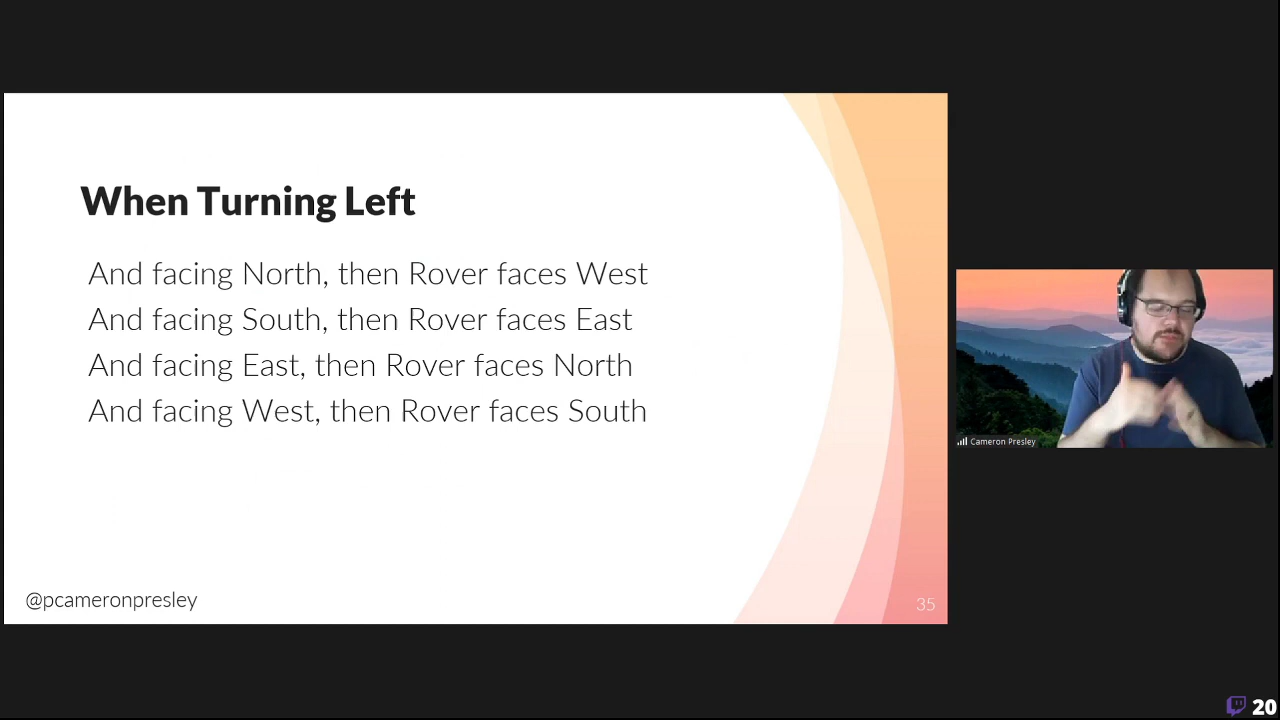 When Turning Left
And facing North, then Rover faces West
And facing South, then Rover faces East
And facing East, then Rover faces North
And facing West, then Rover faces South
@pcameronpresley
35
Cameron Presley
20